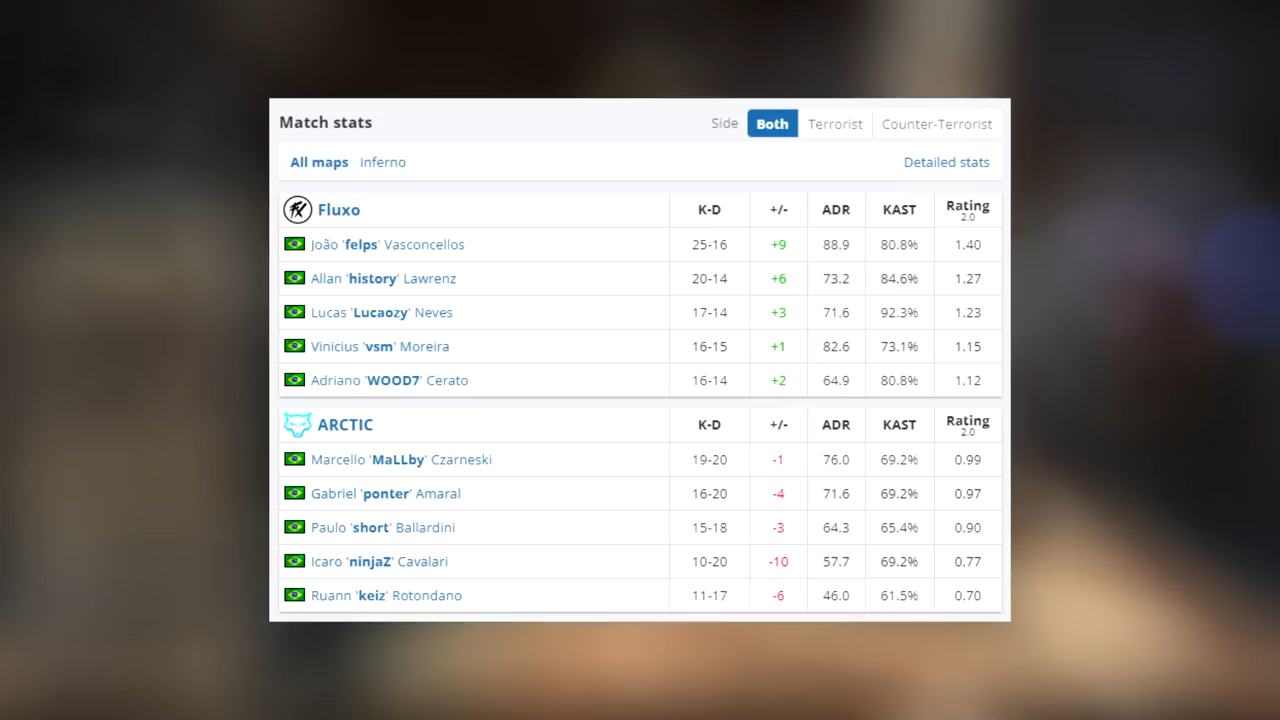 Match stats Side Both Terrorist Counter-Terrorist
All maps Inferno Detailed stats
Fluxo K-D +/- ADR KAST Rating 2.0
João 'felps' Vasconcellos 25-16 +9 88.9 80.8% 1.40
Allan 'history' Lawrenz 20-14 +6 73.2 84.6% 1.27
Lucas 'Lucaozy' Neves 17-14 +3 71.6 92.3% 1.23
Vinicius 'vsm' Moreira 16-15 +1 82.6 73.1% 1.15
Adriano 'WOOD7' Cerato 16-14 +2 64.9 80.8% 1.12
ARCTIC K-D +/- ADR KAST Rating 2.0
Marcello 'MaLLby' Czarneski 19-20 -1 76.0 69.2% 0.99
Gabriel 'ponter' Amaral 16-20 -4 71.6 69.2% 0.97
Paulo 'short' Ballardini 15-18 -3 64.3 65.4% 0.90
Icaro 'ninjaZ' Cavalari 10-20 -10 57.7 69.2% 0.77
Ruann 'keiz' Rotondano 11-17 -6 46.0 61.5% 0.70